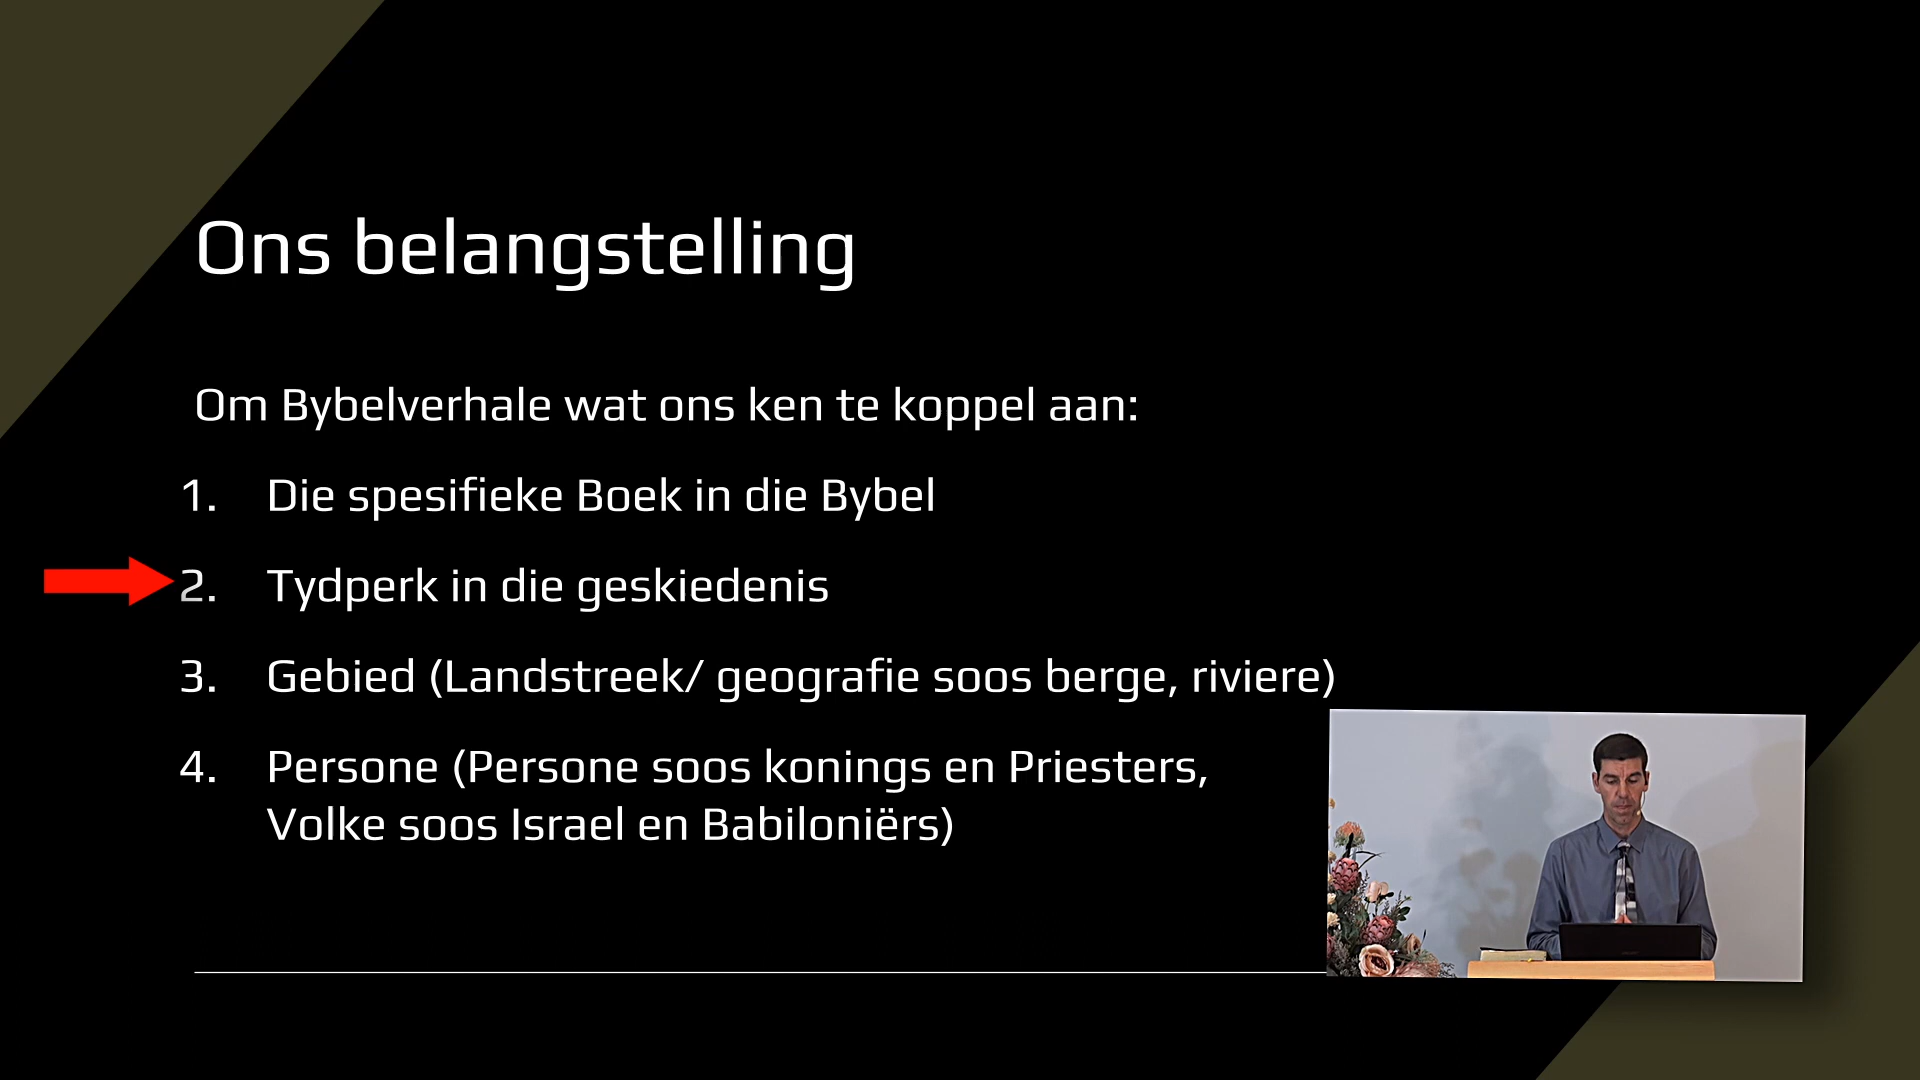 Ons belangstelling
Om Bybelverhale wat ons ken te koppel aan:
1. Die spesifieke Boek in die Bybel
2. Tydperk in die geskiedenis
3. Gebied (Landstreek/ geografie soos berge, riviere)
4. Persone (Persone soos konings en Priesters,
Volke soos Israel en Babiloniërs)